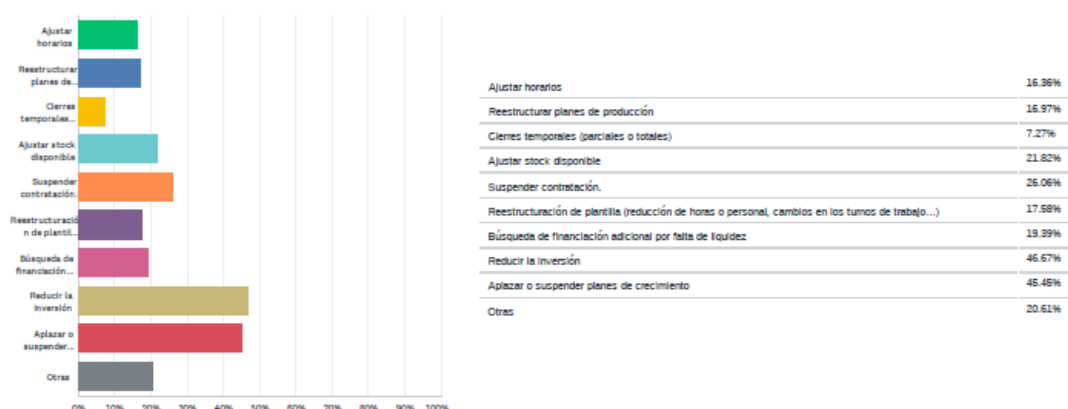 Ajustar
horarios
Reestructurar
planes de...
Cierres
temporales...
Ajustar stock
disponible
Suspender
contratación.
Reestructuració
n de plantil...
Búsqueda de
financiación...
Reducir la
inversión
Aplazar o
suspender...
Otras
0% 10% 20% 30% 40% 50% 60% 70% 80% 90% 100%
Ajustar horarios 16.36%
Reestructurar planes de producción 16.97%
Cierres temporales (parciales o totales) 7.27%
Ajustar stock disponible 21.82%
Suspender contratación. 26.06%
Reestructuración de plantilla (reducción de horas o personal, cambios en los turnos de trabajo...) 17.58%
Búsqueda de financiación adicional por falta de liquidez 19.39%
Reducir la inversión 46.67%
Aplazar o suspender planes de crecimiento 45.45%
Otras 20.61%